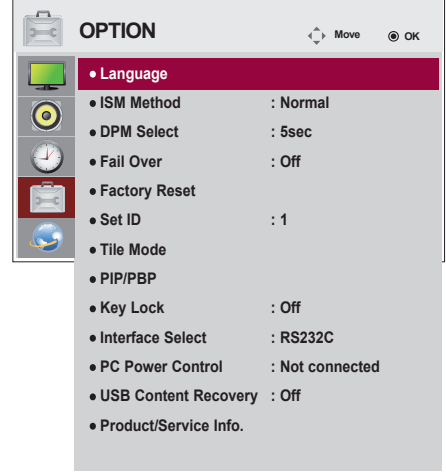 OPTION Move OK
● Language
● ISM Method : Normal
● DPM Select : 5sec
● Fail Over : Off
● Factory Reset
● Set ID : 1
● Tile Mode
● PIP/PBP
● Key Lock : Off
● Interface Select : RS232C
● PC Power Control : Not connected
● USB Content Recovery : Off
● Product/Service Info.